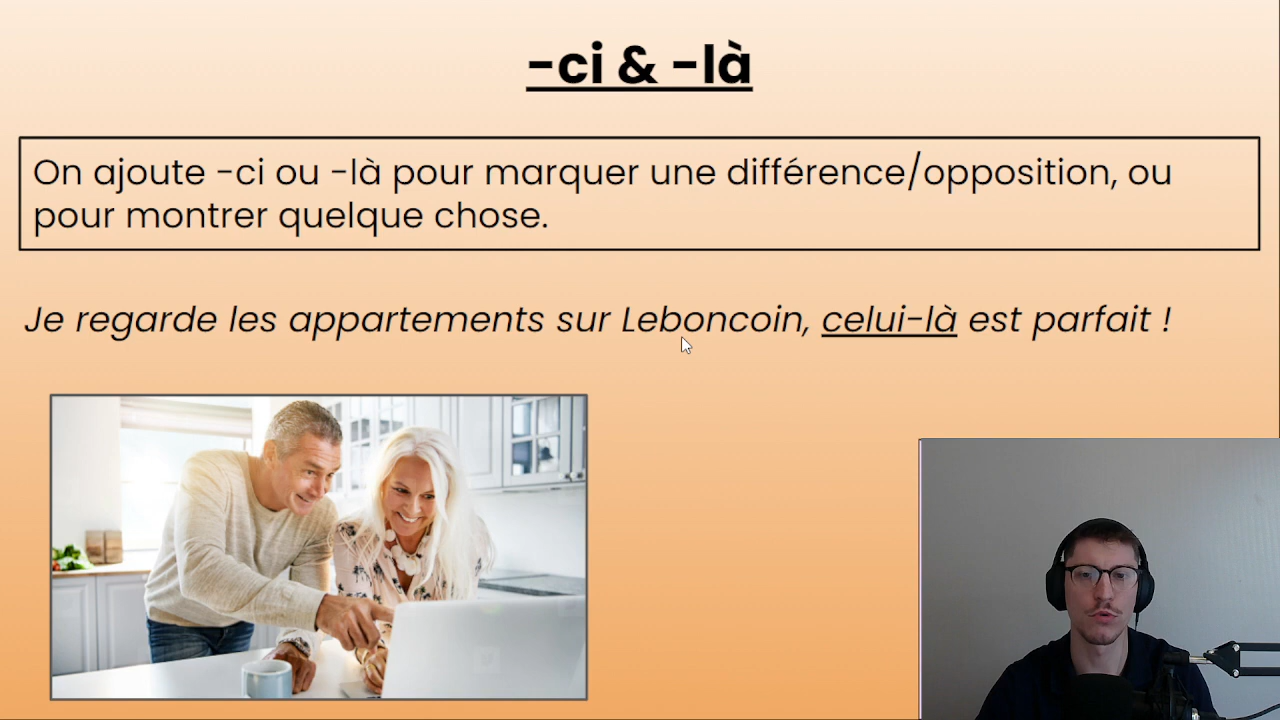 -ci & -là
On ajoute -ci ou -là pour marquer une différence/opposition, ou
pour montrer quelque chose.
Je regarde les appartements sur Leboncoin, celui-là est parfait !